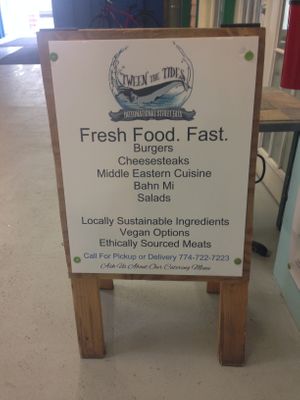 'TWEEN THE TIDES
INTERNATIONAL STREET EATS
Fresh Food. Fast.
Burgers
Cheesesteaks
Middle Eastern Cuisine
Bahn Mi
Salads
Locally Sustainable Ingredients
Vegan Options
Ethically Sourced Meats
Call For Pickup or Delivery 774-722-7223
Ask Us About Our Catering Menu